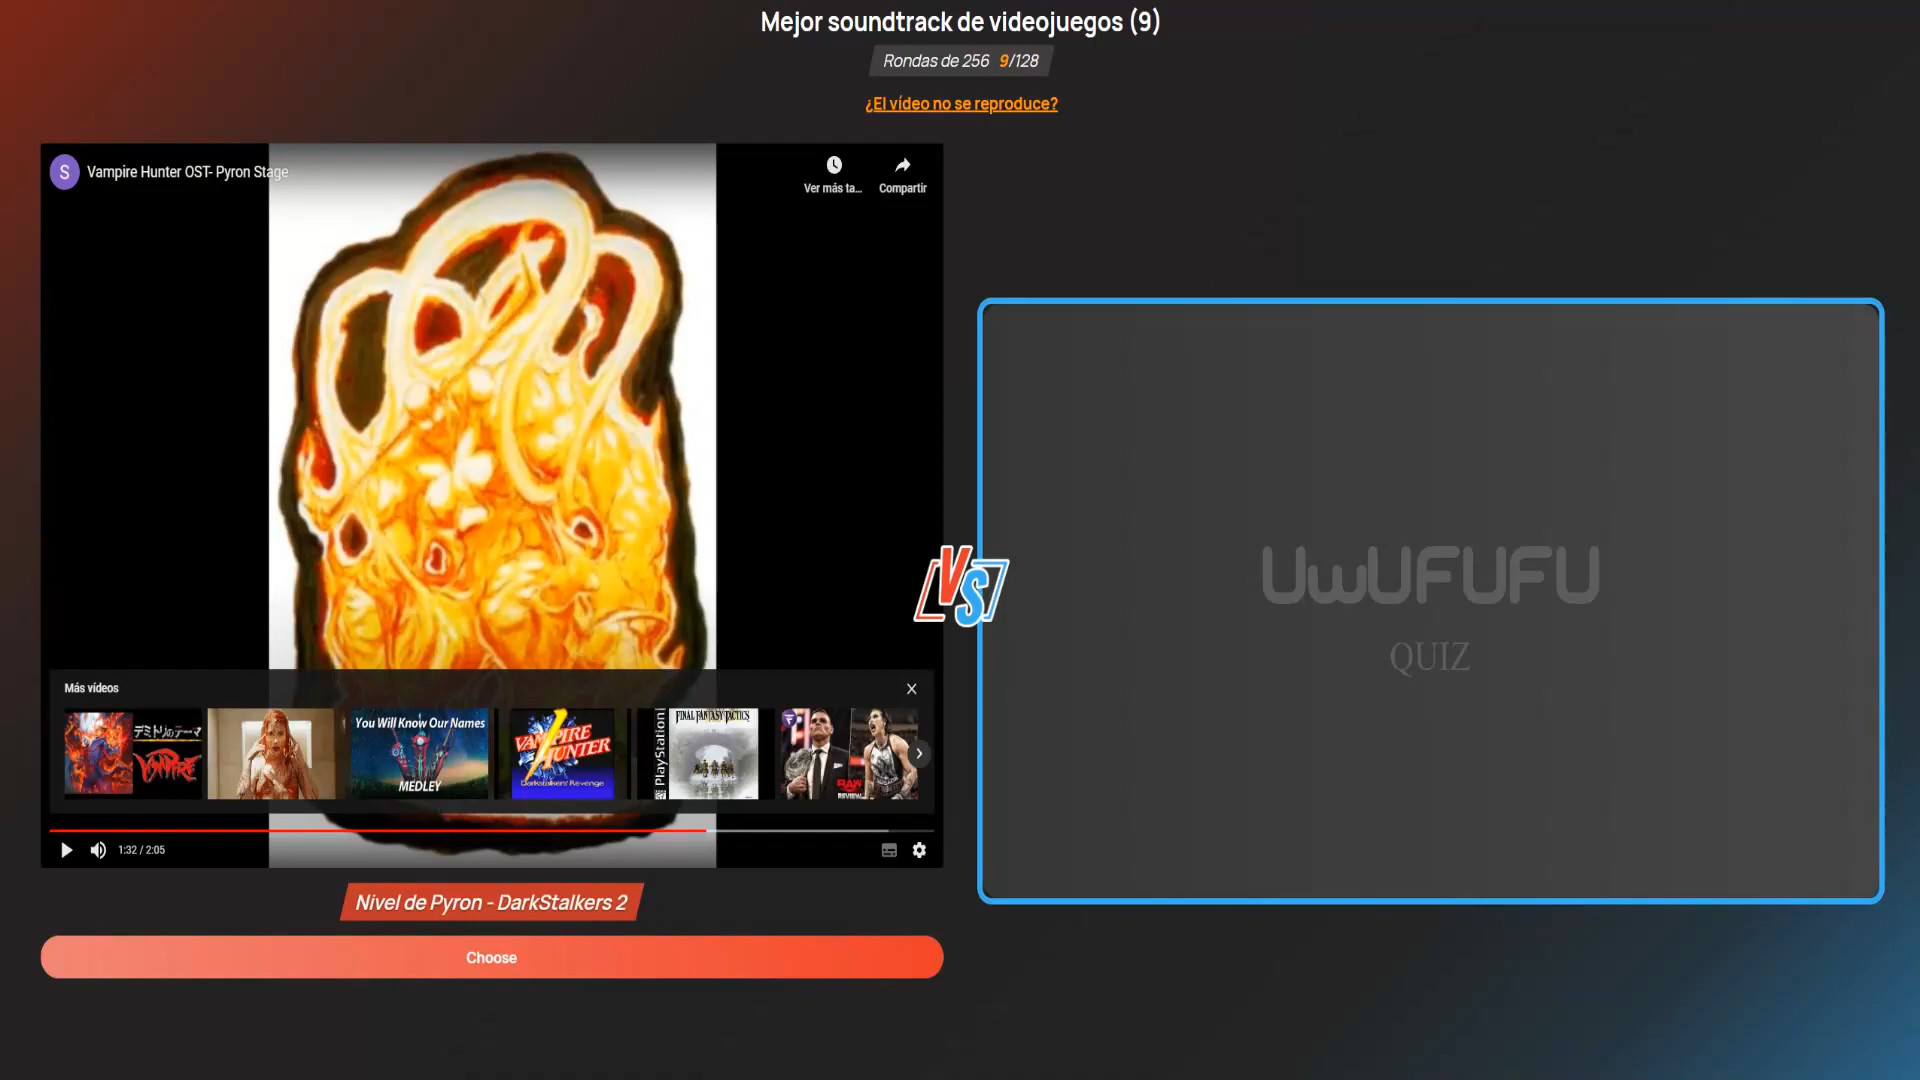 Mejor soundtrack de videojuegos (9)
Rondas de 256 9/128
¿El vídeo no se reproduce?
S
Vampire Hunter OST- Pyron Stage
Ver más ta...
Compartir
VS
UwUFUFU
QUIZ
Más vídeos
デミトリのテーマ
VAMPIRE
You Will Know Our Names
MEDLEY
VAMPIRE HUNTER
Darkstalkers' Revenge
PlayStation
FINAL FANTASY TACTICS
RAW
REVIEW
1:32 / 2:05
Nivel de Pyron - DarkStalkers 2
Choose